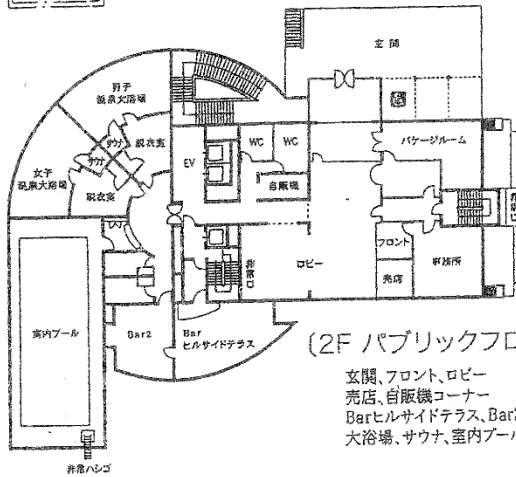 玄関
男子
温泉大浴場
サウナ
脱衣室
女子
温泉大浴場
サウナ
脱衣室
EV
WC
WC
自販機
バゲージルーム
フロント
売店
事務所
ロビー
非常口
室内プール
Bar2
Bar
ヒルサイドテラス
非常ハシゴ
(2F パブリックフロ
玄関、フロント、ロビー
売店、自販機コーナー
Barヒルサイドテラス、Bar2
大浴場、サウナ、室内プール